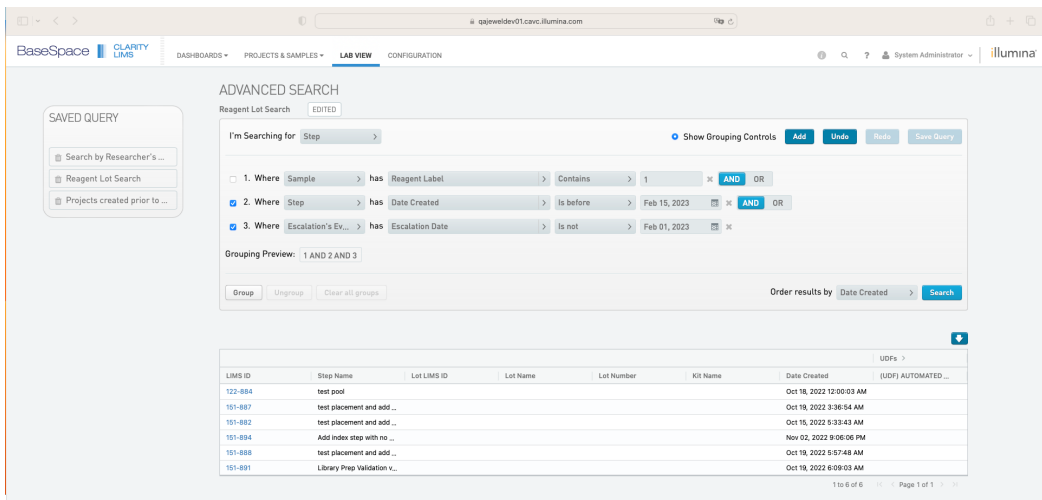 qajeweldev01.cavc.illumina.com
BaseSpace CLARITY LIMS DASHBOARDS PROJECTS & SAMPLES LAB VIEW CONFIGURATION ? System Administrator illumina
ADVANCED SEARCH
Reagent Lot Search EDITED
SAVED QUERY
Search by Researcher's ...
Reagent Lot Search
Projects created prior to ...
I'm Searching for Step > Show Grouping Controls Add Undo Redo Save Query
1. Where Sample > has Reagent Label > Contains > 1 AND OR
2. Where Step > has Date Created > Is before > Feb 15, 2023 AND OR
3. Where Escalation's Ev... > has Escalation Date > Is not > Feb 01, 2023
Grouping Preview: 1 AND 2 AND 3
Group Ungroup Clear all groups Order results by Date Created > Search
UDFs >
LIMS ID Step Name Lot LIMS ID Lot Name Lot Number Kit Name Date Created (UDF) AUTOMATED ...
122-884 test pool Oct 18, 2022 12:00:03 AM
151-887 test placement and add ... Oct 19, 2022 3:36:54 AM
151-882 test placement and add ... Oct 15, 2022 5:33:43 AM
151-894 Add index step with no ... Nov 02, 2022 9:06:06 PM
151-888 test placement and add ... Oct 19, 2022 5:57:48 AM
151-891 Library Prep Validation v... Oct 19, 2022 6:09:03 AM
1 to 6 of 6 Page 1 of 1